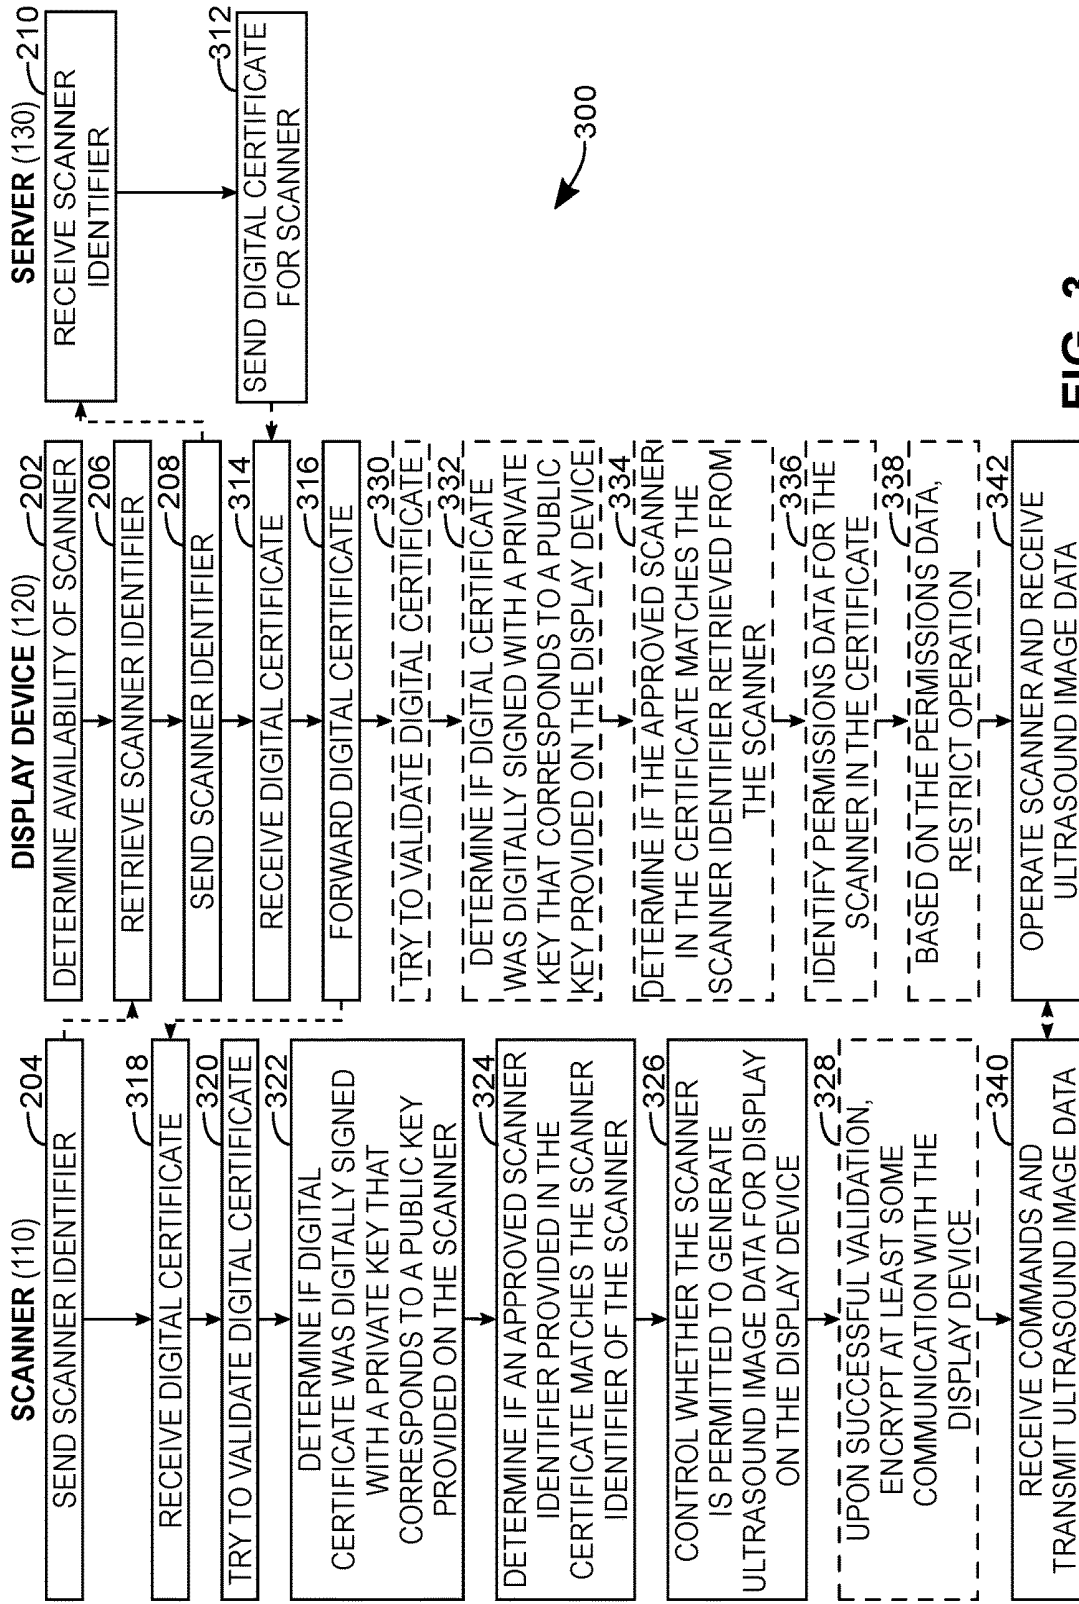 SCANNER (110)
204
SEND SCANNER IDENTIFIER
318
RECEIVE DIGITAL CERTIFICATE
320
TRY TO VALIDATE DIGITAL CERTIFICATE
322
DETERMINE IF DIGITAL
CERTIFICATE WAS DIGITALLY SIGNED
WITH A PRIVATE KEY THAT
CORRESPONDS TO A PUBLIC KEY
PROVIDED ON THE SCANNER
324
DETERMINE IF AN APPROVED SCANNER
IDENTIFIER PROVIDED IN THE
CERTIFICATE MATCHES THE SCANNER
IDENTIFIER OF THE SCANNER
326
CONTROL WHETHER THE SCANNER
IS PERMITTED TO GENERATE
ULTRASOUND IMAGE DATA FOR DISPLAY
ON THE DISPLAY DEVICE
328
UPON SUCCESSFUL VALIDATION,
ENCRYPT AT LEAST SOME
COMMUNICATION WITH THE
DISPLAY DEVICE
340
RECEIVE COMMANDS AND
TRANSMIT ULTRASOUND IMAGE DATA
DISPLAY DEVICE (120)
202
DETERMINE AVAILABILITY OF SCANNER
206
RETRIEVE SCANNER IDENTIFIER
208
SEND SCANNER IDENTIFIER
314
RECEIVE DIGITAL CERTIFICATE
316
FORWARD DIGITAL CERTIFICATE
330
TRY TO VALIDATE DIGITAL CERTIFICATE
332
DETERMINE IF DIGITAL CERTIFICATE
WAS DIGITALLY SIGNED WITH A PRIVATE
KEY THAT CORRESPONDS TO A PUBLIC
KEY PROVIDED ON THE DISPLAY DEVICE
334
DETERMINE IF THE APPROVED SCANNER
IN THE CERTIFICATE MATCHES THE
SCANNER IDENTIFIER RETRIEVED FROM
THE SCANNER
336
IDENTIFY PERMISSIONS DATA FOR THE
SCANNER IN THE CERTIFICATE
338
BASED ON THE PERMISSIONS DATA,
RESTRICT OPERATION
342
OPERATE SCANNER AND RECEIVE
ULTRASOUND IMAGE DATA
SERVER (130)
210
RECEIVE SCANNER
IDENTIFIER
312
SEND DIGITAL CERTIFICATE
FOR SCANNER
300
FIG. 3